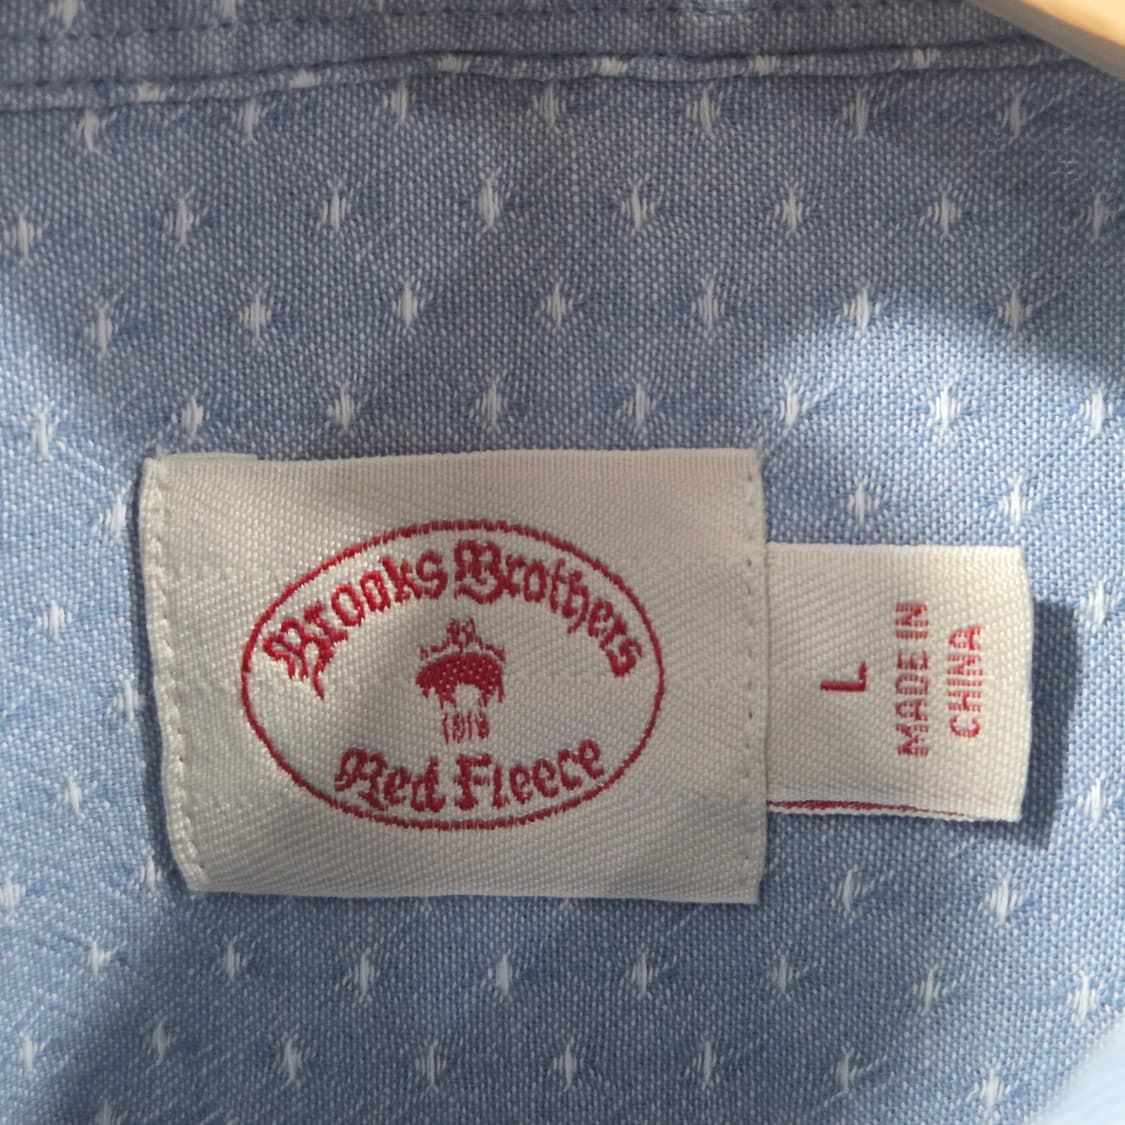 Brooks Brothers
1818
Red Fleece
L
MADE IN
CHINA